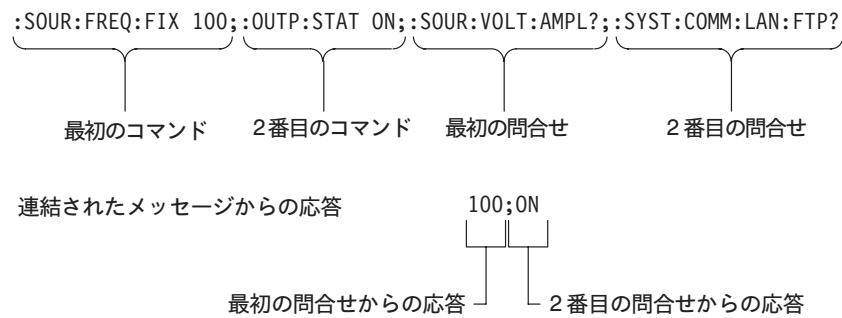 :SOUR:FREQ:FIX 100;:OUTP:STAT ON;:SOUR:VOLT:AMPL?;:SYST:COMM:LAN:FTP?
最初のコマンド 2番目のコマンド 最初の問合せ 2番目の問合せ
連結されたメッセージからの応答 100;ON
最初の問合せからの応答 2番目の問合せからの応答